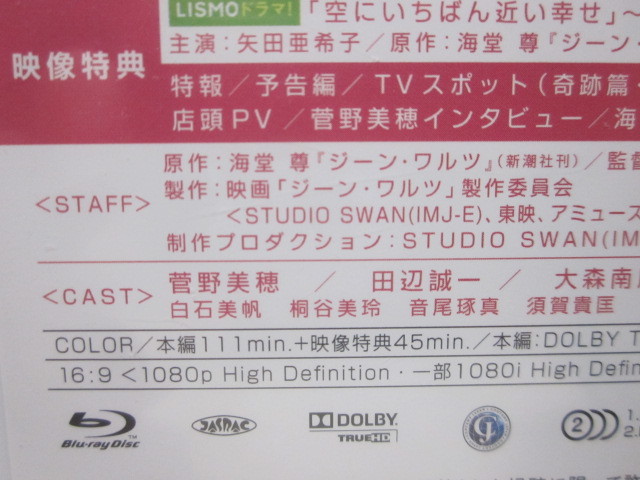 LISMOドラマ! 「空にいちばん近い幸せ」～
主演：矢田亜希子／原作：海堂 尊『ジーン・
映像特典
特報／予告編／TVスポット（奇跡篇・
店頭PV ／菅野美穂インタビュー／海
原作：海堂 尊『ジーン・ワルツ』（新潮社刊）／監督
製作：映画「ジーン・ワルツ」製作委員会
<STAFF>
<STUDIO SWAN(IMJ-E)、東映、アミューズ
制作プロダクション：STUDIO SWAN(IM
<CAST>
菅野美穂 ／ 田辺誠一 ／ 大森南
白石美帆 桐谷美玲 音尾琢真 須賀貴匡
COLOR／本編111min.+映像特典45min.／本編：DOLBY T
16:9 <1080p High Definition・一部1080i High Defin
Blu-ray Disc JASRAC DOLBY TRUEHD 2 1. 2.